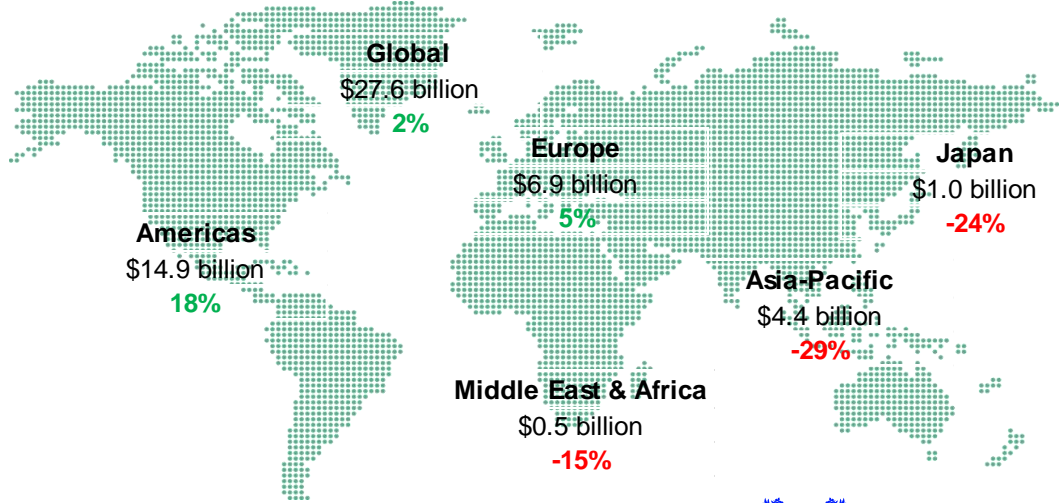 Global
$27.6 billion
2%
Europe
$6.9 billion
5%
Japan
$1.0 billion
-24%
Americas
$14.9 billion
18%
Asia-Pacific
$4.4 billion
-29%
Middle East & Africa
$0.5 billion
-15%